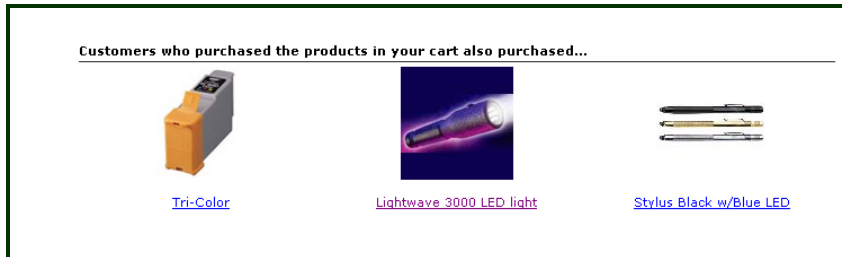 Customers who purchased the products in your cart also purchased...
Tri-Color
Lightwave 3000 LED light
Stylus Black w/Blue LED